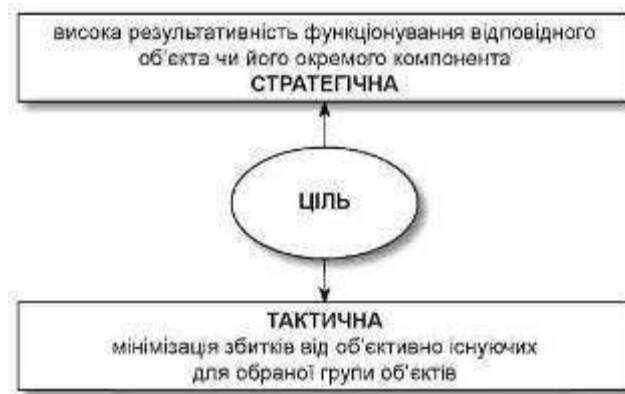 висока результативність функціонування відповідного
об'єкта чи його окремого компонента
СТРАТЕГІЧНА
ЦІЛЬ
ТАКТИЧНА
мінімізація збитків від об'єктивно існуючих
для обраної групи об'єктів